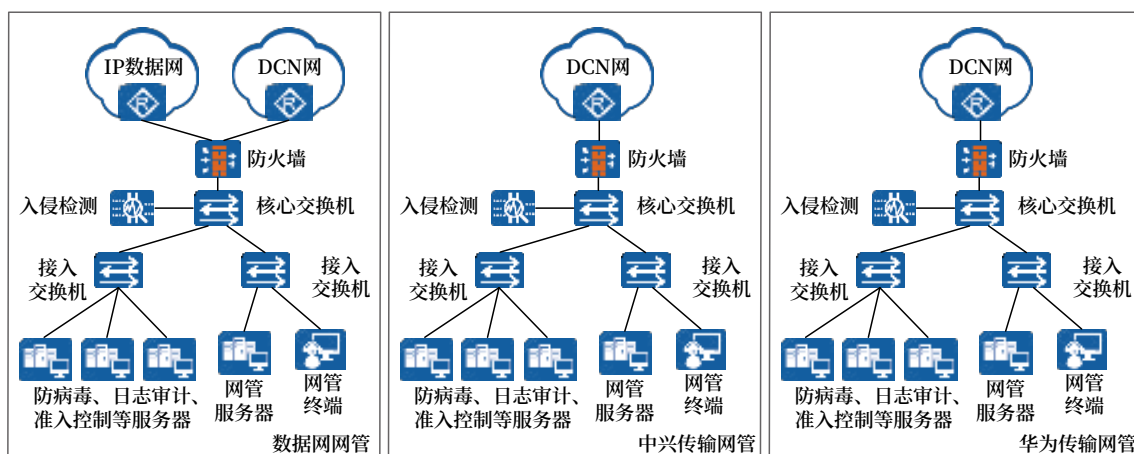 IP数据网
DCN网
防火墙
入侵检测
核心交换机
接入
交换机
接入
交换机
防病毒、日志审计、
准入控制等服务器
网管
服务器
网管
终端
数据网网管
DCN网
防火墙
入侵检测
核心交换机
接入
交换机
接入
交换机
防病毒、日志审计、
准入控制等服务器
网管
服务器
网管
终端
中兴传输网管
DCN网
防火墙
入侵检测
核心交换机
接入
交换机
接入
交换机
防病毒、日志审计、
准入控制等服务器
网管
服务器
网管
终端
华为传输网管